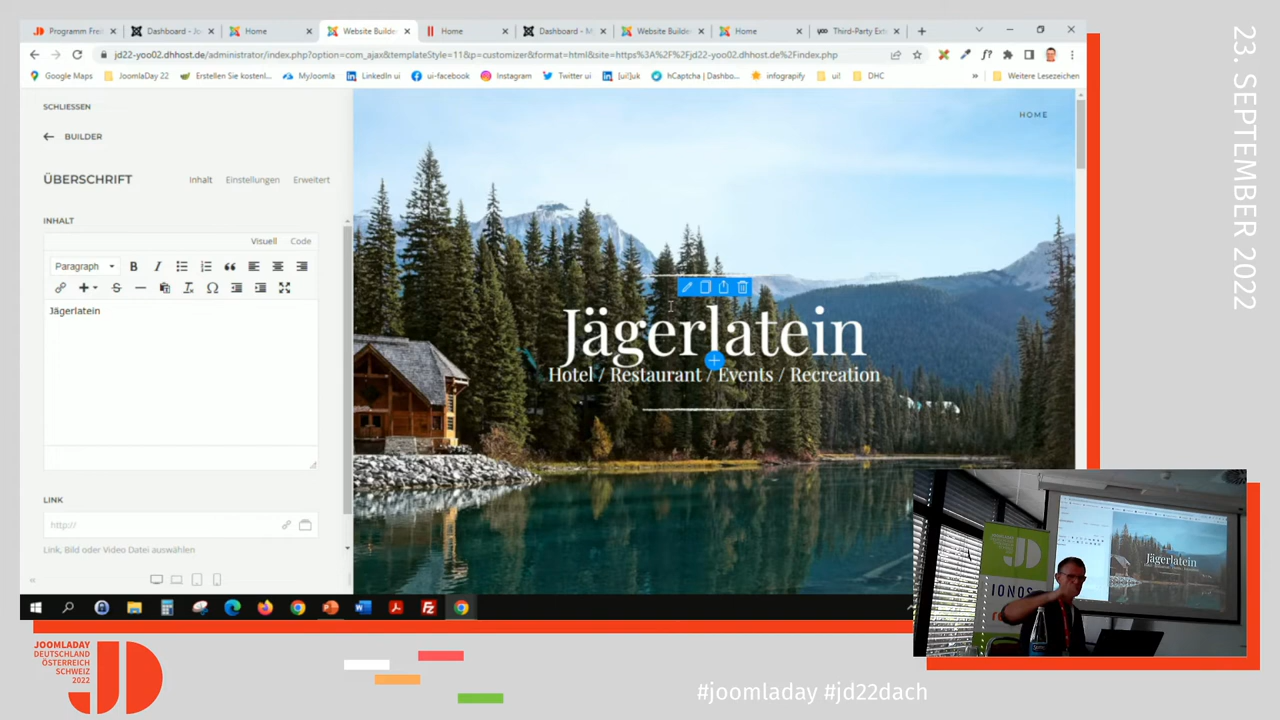 Programm Frei
Dashboard - Jo
Home
Website Builder
Home
Dashboard - M
Website Builder
Home
Third-Party Ext
jd22-yoo02.dhhost.de/administrator/index.php?option=com_ajax&templateStyle=11&p=customizer&format=html&site=https%3A%2F%2Fjd22-yoo02.dhhost.de%2Findex.php
Google Maps
JoomlaDay 22
Erstellen Sie kostenl...
MyJoomla
LinkedIn ui
ui-facebook
Instagram
Twitter ui
[ui!]uk
hCaptcha | Dashbo...
infograpify
ui!
DHC
»
Weitere Lesezeichen
SCHLIESSEN
BUILDER
ÜBERSCHRIFT
Inhalt
Einstellungen
Erweitert
INHALT
Visuell
Code
Paragraph
Jägerlatein
LINK
http://
Link, Bild oder Video Datei auswählen
HOME
Jägerlatein
Hotel / Restaurant / Events / Recreation
23. SEPTEMBER 2022
JD
IONOS
Jägerlatein
JOOMLADAY
DEUTSCHLAND
ÖSTERREICH
SCHWEIZ
2022
JD
#joomladay #jd22dach